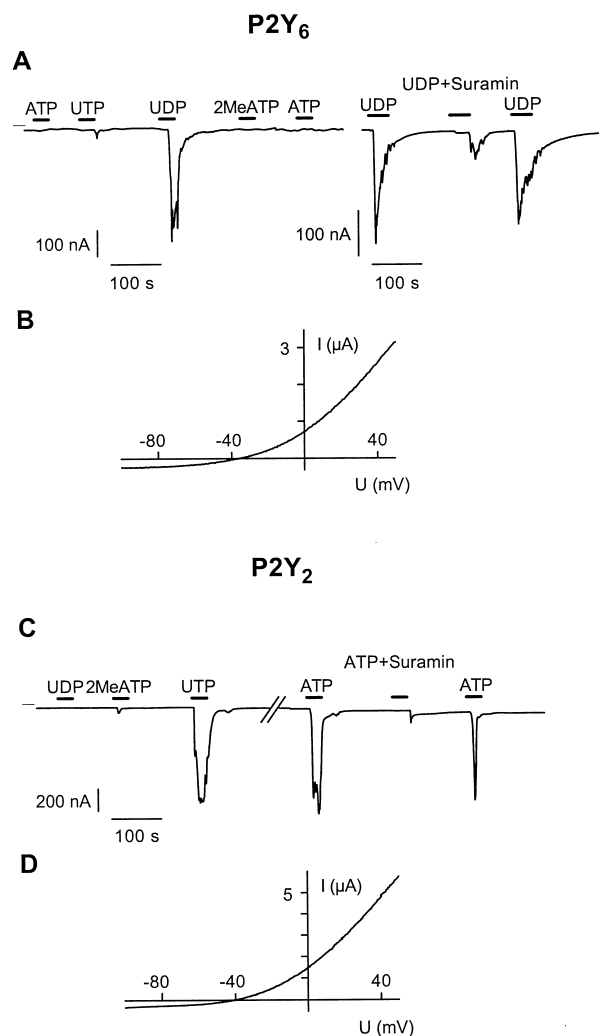 P2Y6
A
UDP+Suramin
ATP UTP UDP 2MeATP ATP UDP UDP
100 nA
100 s
100 nA
100 s
B
3 I (µA)
-80 -40 40
U (mV)
P2Y2
C
ATP+Suramin
UDP 2MeATP UTP ATP ATP
200 nA
100 s
D
5 I (µA)
-80 -40 40
U (mV)